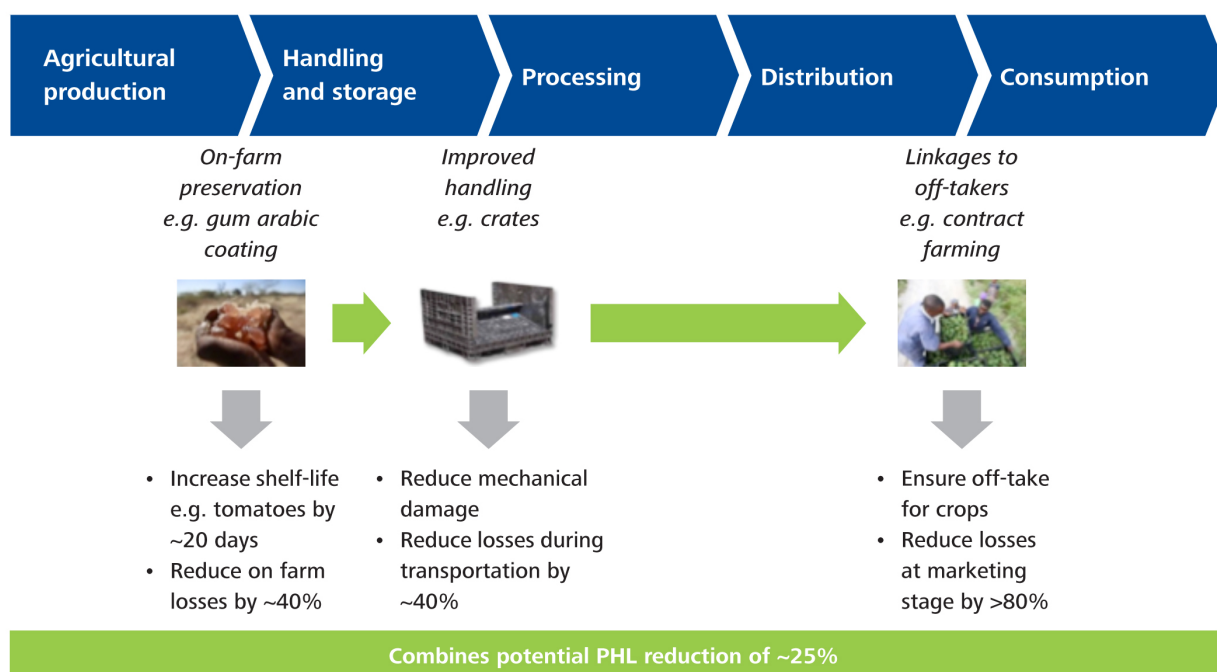 Agricultural
production
Handling
and storage
Processing
Distribution
Consumption
On-farm
preservation
e.g. gum arabic
coating
Improved
handling
e.g. crates
Linkages to
off-takers
e.g. contract
farming
• Increase shelf-life
e.g. tomatoes by
~20 days
• Reduce on farm
losses by ~40%
• Reduce mechanical
damage
• Reduce losses during
transportation by
~40%
• Ensure off-take
for crops
• Reduce losses
at marketing
stage by >80%
Combines potential PHL reduction of ~25%